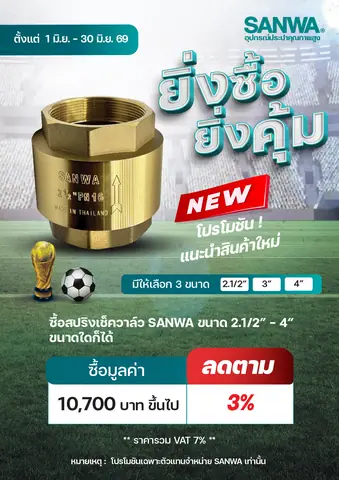 ตั้งแต่ 1 มิ.ย. - 30 มิ.ย. 69
SANWA®
อุปกรณ์ประปาคุณภาพสูง
ยิ่งซื้อ
ยิ่งคุ้ม
SANWA
2½" PN 16
MADE IN THAILAND
NEW
โปรโมชัน !
แนะนำสินค้าใหม่
มีให้เลือก 3 ขนาด 2.1/2" 3" 4"
ซื้อสปริงเช็ควาล์ว SANWA ขนาด 2.1/2" - 4"
ขนาดใดก็ได้
ซื้อมูลค่า ลดตาม
10,700 บาท ขึ้นไป 3%
** ราคารวม VAT 7% **
หมายเหตุ : โปรโมชันเฉพาะตัวแทนจำหน่าย SANWA เท่านั้น